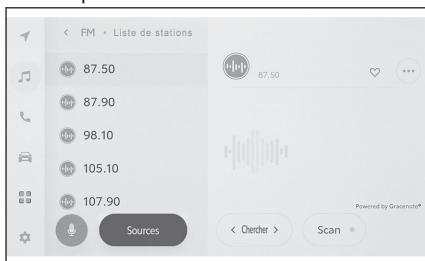 < FM • Liste de stations
87.50
87.90
98.10
105.10
107.90
Sources
87.50
Powered by Gracenote®
< Chercher >
Scan